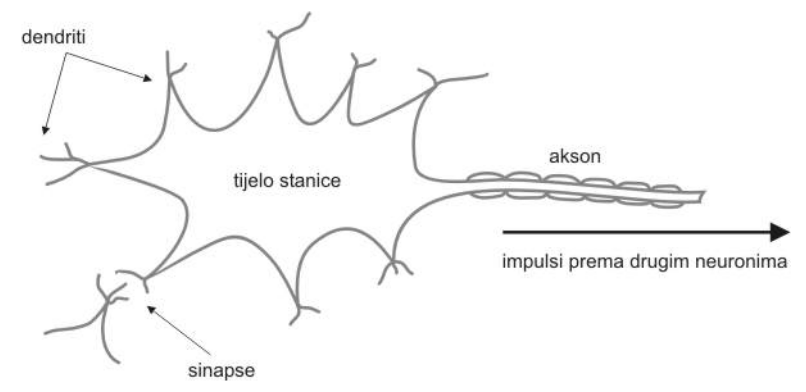 dendriti
akson
tijelo stanice
impulsi prema drugim neuronima
sinapse